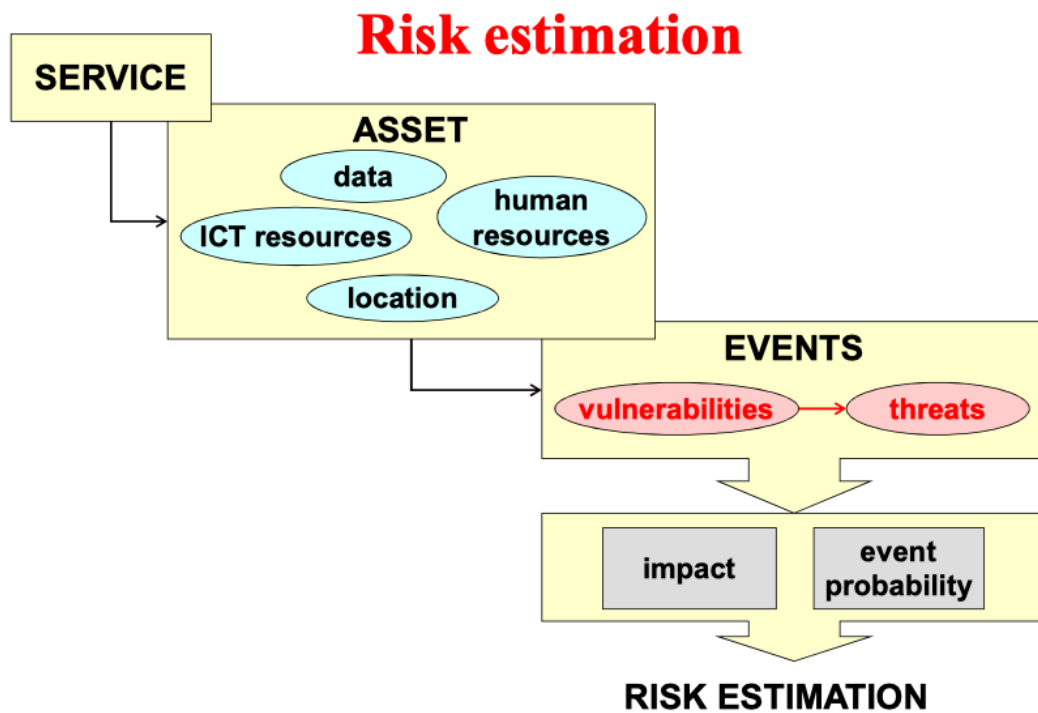 Risk estimation
SERVICE
ASSET
data
human
resources
ICT resources
location
EVENTS
vulnerabilities
threats
impact
event
probability
RISK ESTIMATION